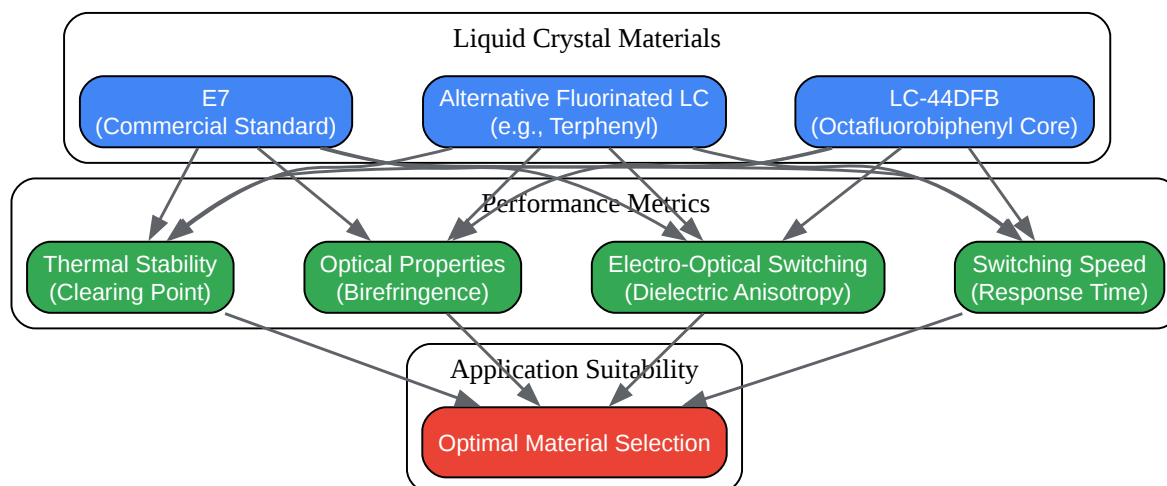 Liquid Crystal Materials
E7
(Commercial Standard)
Alternative Fluorinated LC
(e.g., Terphenyl)
LC-44DFB
(Octafluorobiphenyl Core)
Performance Metrics
Thermal Stability
(Clearing Point)
Optical Properties
(Birefringence)
Electro-Optical Switching
(Dielectric Anisotropy)
Switching Speed
(Response Time)
Application Suitability
Optimal Material Selection